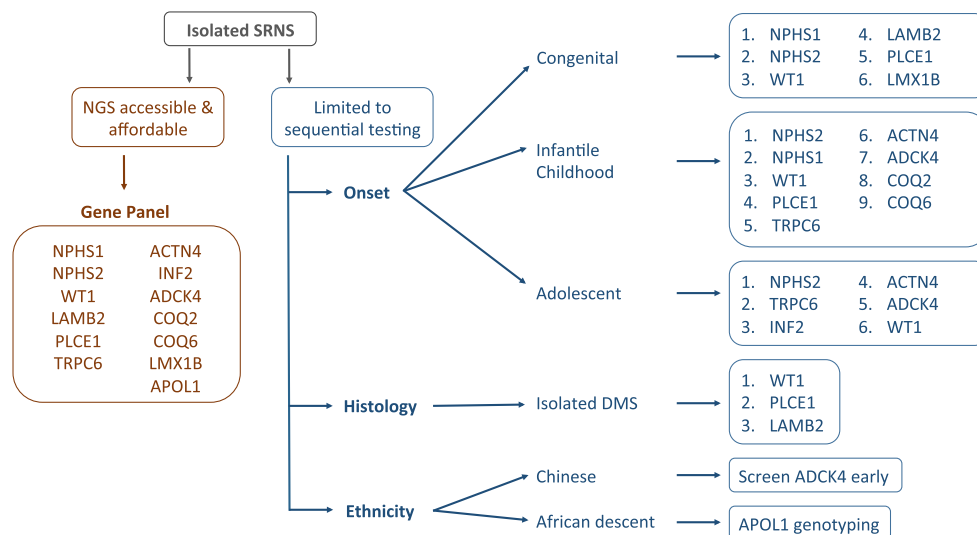 Isolated SRNS
NGS accessible &
affordable
Limited to
sequential testing
Gene Panel
NPHS1 ACTN4
NPHS2 INF2
WT1 ADCK4
LAMB2 COQ2
PLCE1 COQ6
TRPC6 LMX1B
APOL1
Onset
Congenital
1. NPHS1 4. LAMB2
2. NPHS2 5. PLCE1
3. WT1 6. LMX1B
Infantile
Childhood
1. NPHS2 6. ACTN4
2. NPHS1 7. ADCK4
3. WT1 8. COQ2
4. PLCE1 9. COQ6
5. TRPC6
Adolescent
1. NPHS2 4. ACTN4
2. TRPC6 5. ADCK4
3. INF2 6. WT1
Histology
Isolated DMS
1. WT1
2. PLCE1
3. LAMB2
Ethnicity
Chinese
Screen ADCK4 early
African descent
APOL1 genotyping